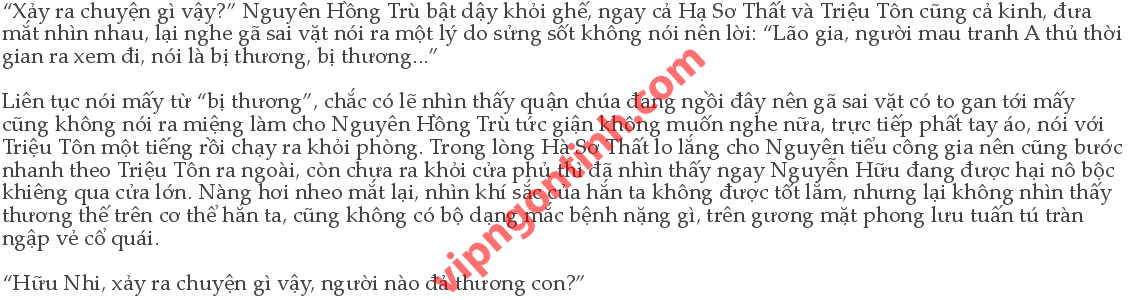 “Xảy ra chuyện gì vậy?” Nguyên Hồng Trù bật dậy khỏi ghế, ngay cả Hạ Sơ Thất và Triệu Tôn cũng cả kinh, đưa
mắt nhìn nhau, lại nghe gã sai vặt nói ra một lý do sửng sốt không nói nên lời: “Lão gia, người mau tranh A thủ thời
gian ra xem đi, nói là bị thương, bị thương...”
Liên tục nói mấy từ “bị thương”, chắc có lẽ nhìn thấy quận chúa đang ngồi đây nên gã sai vặt có to gan tới mấy
cũng không nói ra miệng làm cho Nguyên Hồng Trù tức giận không muốn nghe nữa, trực tiếp phất tay áo, nói với
Triệu Tôn một tiếng rồi chạy ra khỏi phòng. Trong lòng Hạ Sơ Thất lo lắng cho Nguyên tiểu công gia nên cũng bước
nhanh theo Triệu Tôn ra ngoài, còn chưa ra khỏi cửa phủ thì đã nhìn thấy ngay Nguyễn Hữu đang được hại nô bộc
khiêng qua cửa lớn. Nàng hơi nheo mắt lại, nhìn khí sắc của hắn ta không được tốt lắm, nhưng lại không nhìn thấy
thương thế trên cơ thể hắn ta, cũng không có bộ dạng mắc bệnh nặng gì, trên gương mặt phong lưu tuấn tú tràn
ngập vẻ cổ quái.
“Hữu Nhi, xảy ra chuyện gì vậy, người nào đả thương con?”
vipngontinh.com